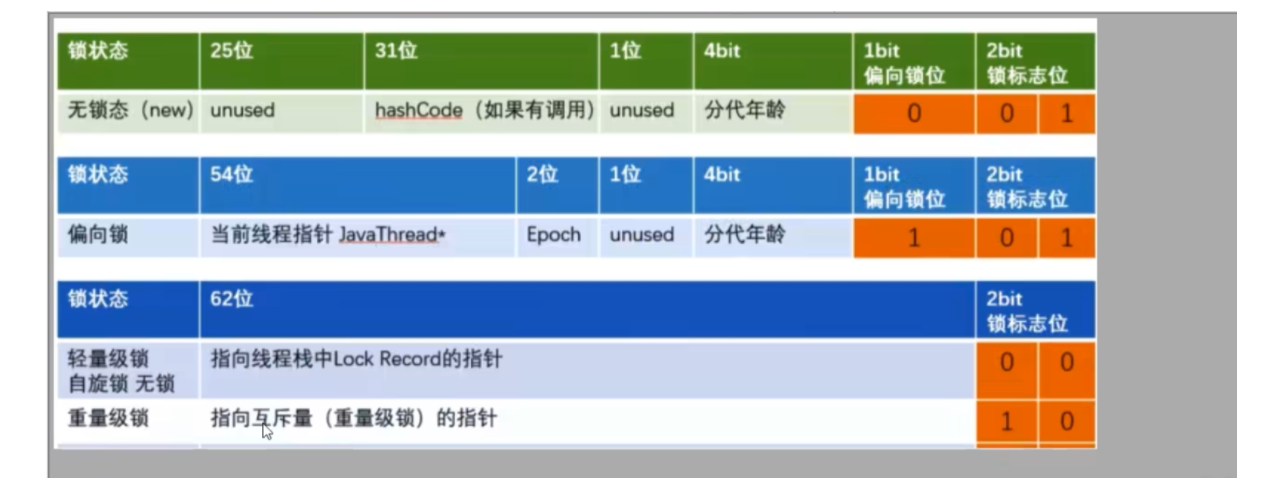 锁状态 25位 31位 1位 4bit 1bit 2bit
偏向锁位 锁标志位
无锁态（new） unused hashCode（如果有调用） unused 分代年龄 0 0 1
锁状态 54位 2位 1位 4bit 1bit 2bit
偏向锁位 锁标志位
偏向锁 当前线程指针 JavaThread* Epoch unused 分代年龄 1 0 1
锁状态 62位 2bit
锁标志位
轻量级锁 指向线程栈中Lock Record的指针 0 0
自旋锁 无锁
重量级锁 指向互斥量（重量级锁）的指针 1 0